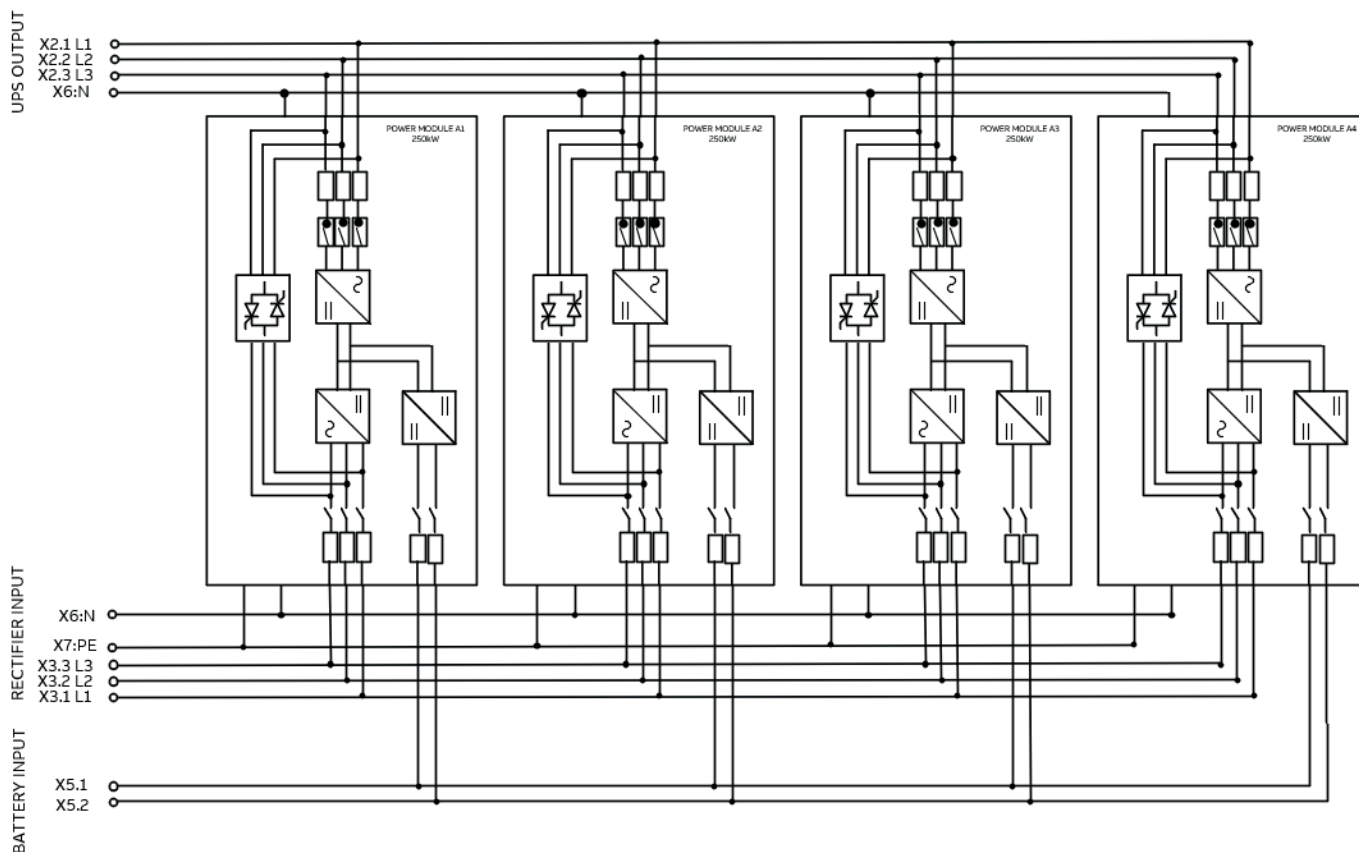 UPS OUTPUT
X2.1 L1
X2.2 L2
X2.3 L3
X6:N
POWER MODULE A1
250kW
POWER MODULE A2
250kW
POWER MODULE A3
250kW
POWER MODULE A4
250kW
RECTIFIER INPUT
X6:N
X7:PE
X3.3 L3
X3.2 L2
X3.1 L1
BATTERY INPUT
X5.1
X5.2